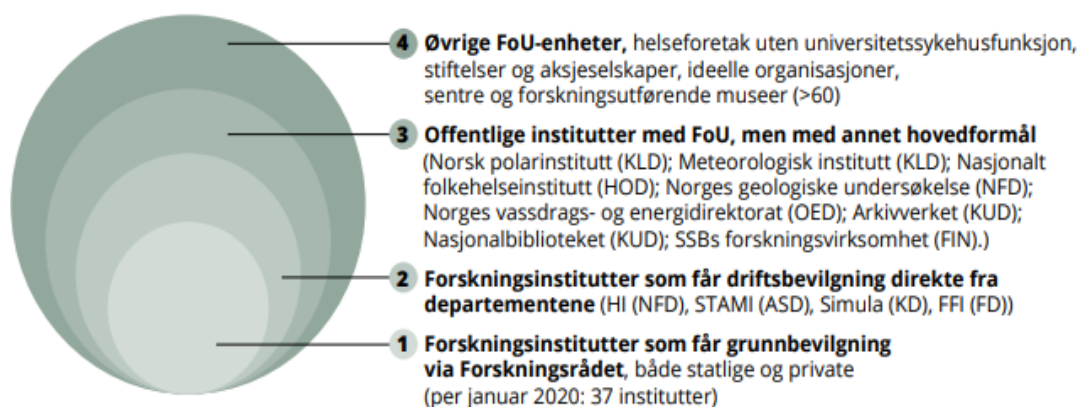 4 Øvrige FoU-enheter, helseforetak uten universitetssykehusfunksjon,
stiftelser og aksjeselskaper, ideelle organisasjoner,
sentre og forskningsutførende museer (>60)
3 Offentlige institutter med FoU, men med annet hovedformål
(Norsk polarinstitutt (KLD); Meteorologisk institutt (KLD); Nasjonalt
folkehelseinstitutt (HOD); Norges geologiske undersøkelse (NFD);
Norges vassdrags- og energidirektorat (OED); Arkivverket (KUD);
Nasjonalbiblioteket (KUD); SSBs forskningsvirksomhet (FIN).)
2 Forskningsinstitutter som får driftsbevilgning direkte fra
departementene (HI (NFD), STAMI (ASD), Simula (KD), FFI (FD))
1 Forskningsinstitutter som får grunnbevilgning
via Forskningsrådet, både statlige og private
(per januar 2020: 37 institutter)